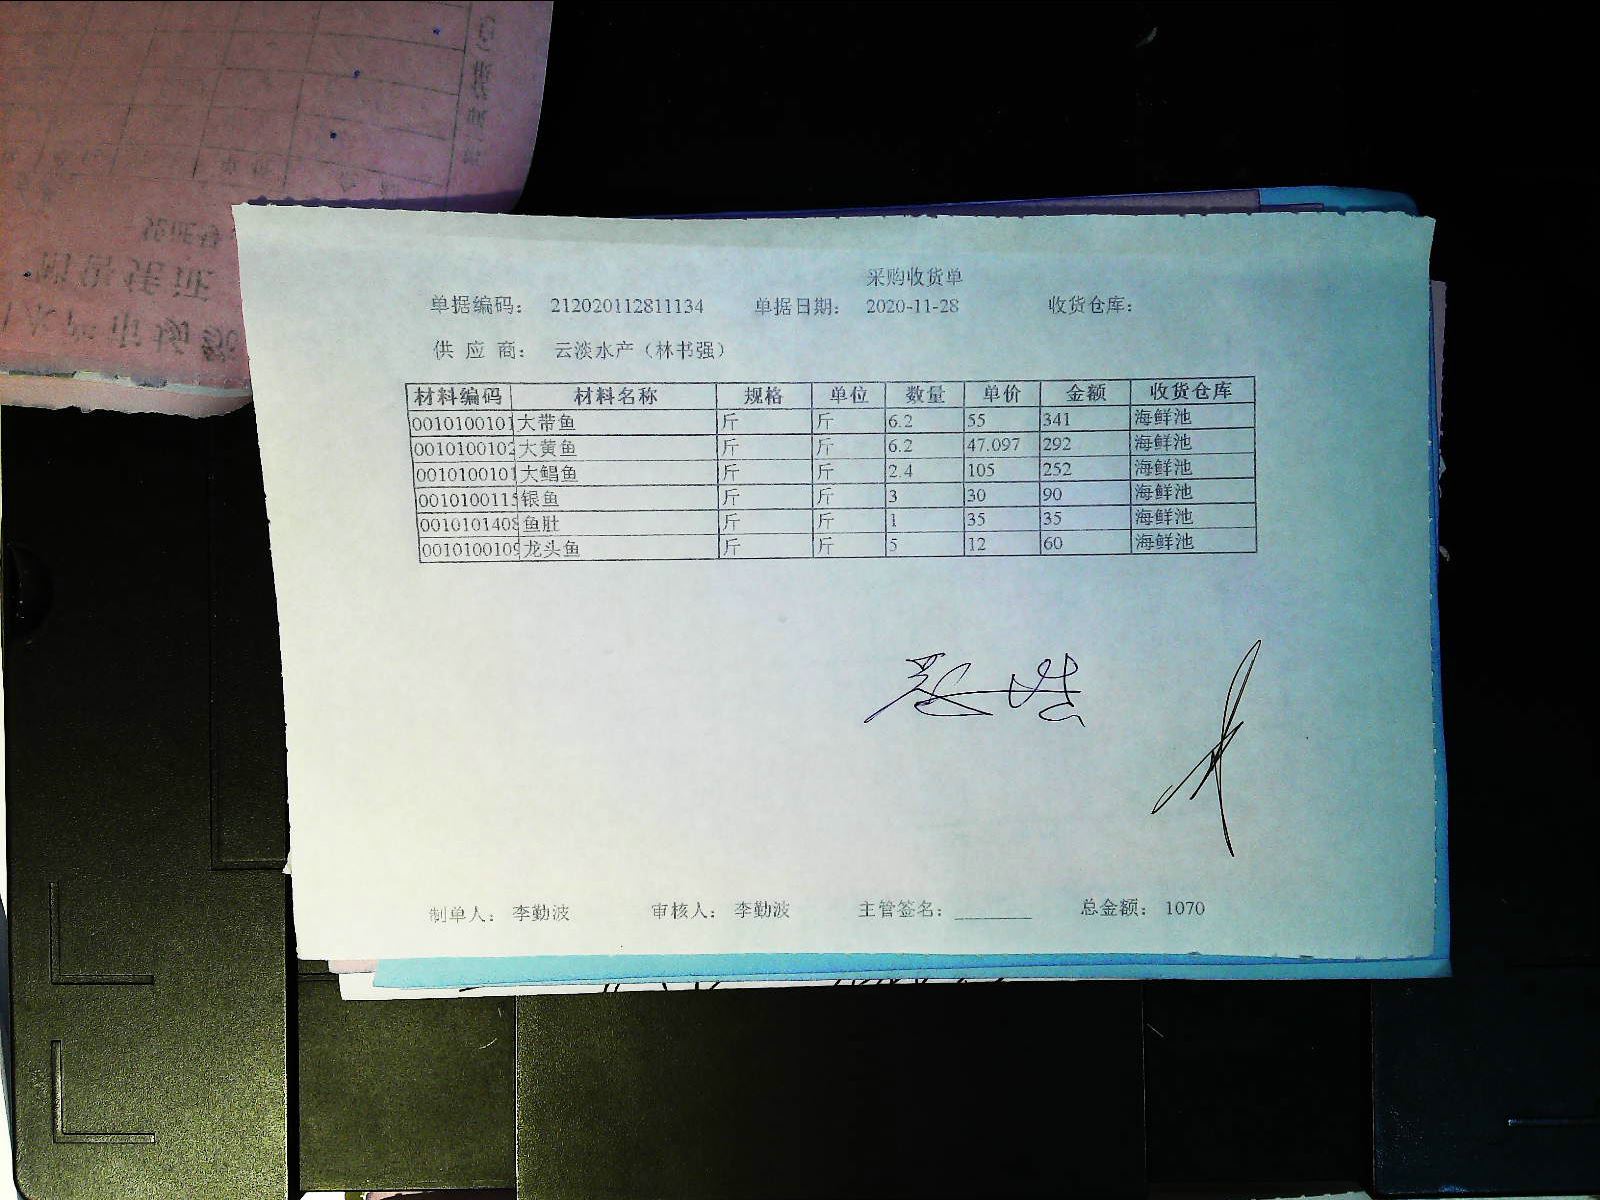 采购收货单
单据编码： 212020112811134 单据日期： 2020-11-28 收货仓库：
供 应 商： 云淡水产（林书强）
材料编码 材料名称 规格 单位 数量 单价 金额 收货仓库
0010100101 大带鱼 斤 斤 6.2 55 341 海鲜池
0010100102 大黄鱼 斤 斤 6.2 47.097 292 海鲜池
0010100101 大鲳鱼 斤 斤 2.4 105 252 海鲜池
0010100115 银鱼 斤 斤 3 30 90 海鲜池
0010101408 鱼肚 斤 斤 1 35 35 海鲜池
0010100109 龙头鱼 斤 斤 5 12 60 海鲜池
制单人： 李勤波 审核人： 李勤波 主管签名：_______ 总金额： 1070